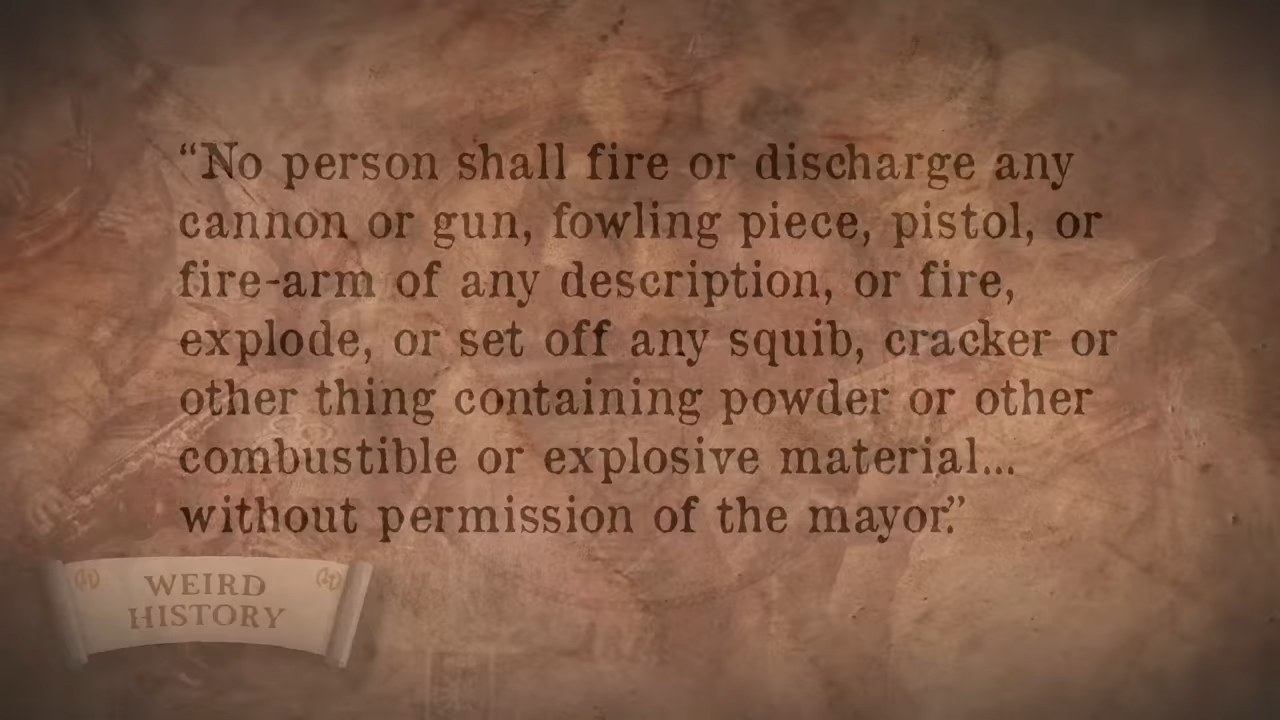 “No person shall fire or discharge any
cannon or gun, fowling piece, pistol, or
fire-arm of any description, or fire,
explode, or set off any squib, cracker or
other thing containing powder or other
combustible or explosive material...
without permission of the mayor.”
WEIRD
HISTORY